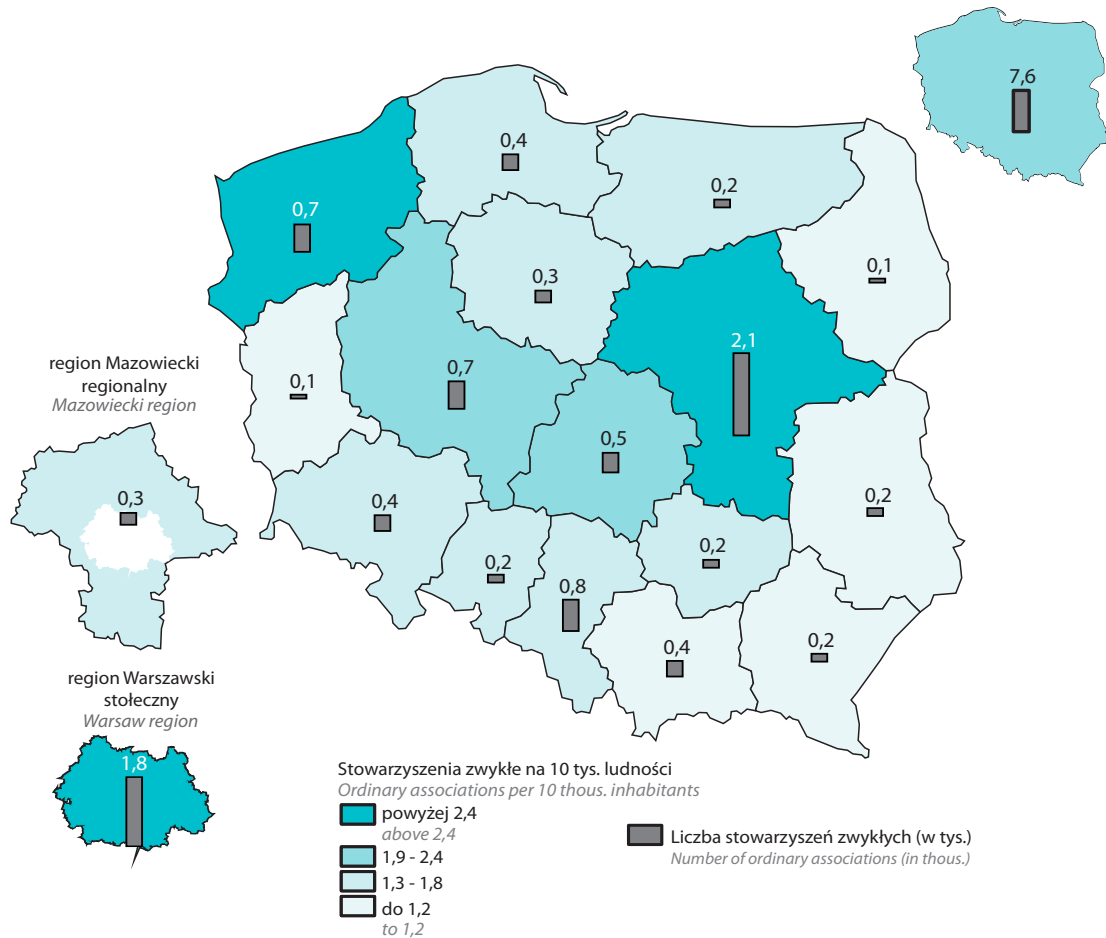 7,6
0,4
0,2
0,7
0,1
0,3
2,1
region Mazowiecki
regionalny
Mazowiecki region
0,7
0,1
0,5
0,3
0,4
0,2
0,2
0,2
0,8
0,4
0,2
region Warszawski
stołeczny
Warsaw region
1,8
Stowarzyszenia zwykłe na 10 tys. ludności
Ordinary associations per 10 thous. inhabitants
powyżej 2,4
above 2,4
1,9 - 2,4
1,3 - 1,8
do 1,2
to 1,2
Liczba stowarzyszeń zwykłych (w tys.)
Number of ordinary associations (in thous.)